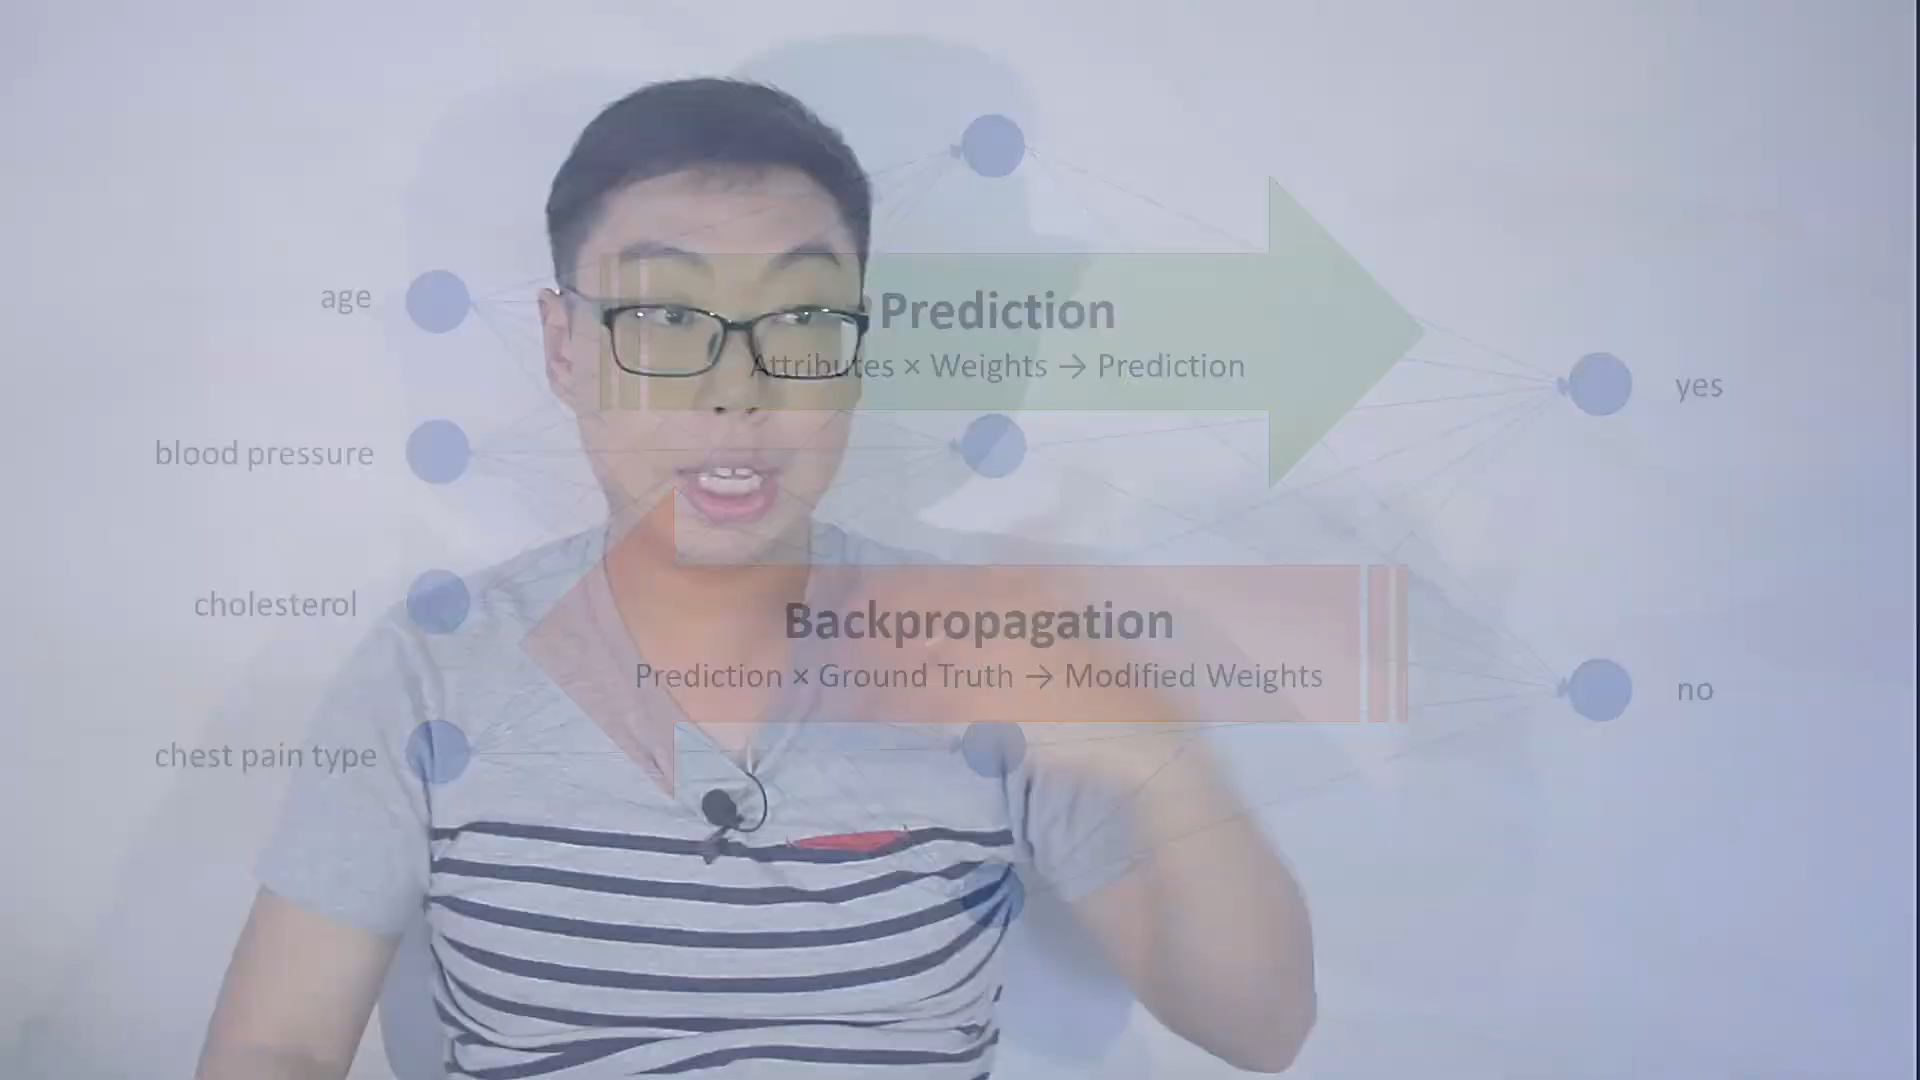 age
blood pressure
cholesterol
chest pain type
Prediction
Attributes × Weights → Prediction
Backpropagation
Prediction × Ground Truth → Modified Weights
yes
no